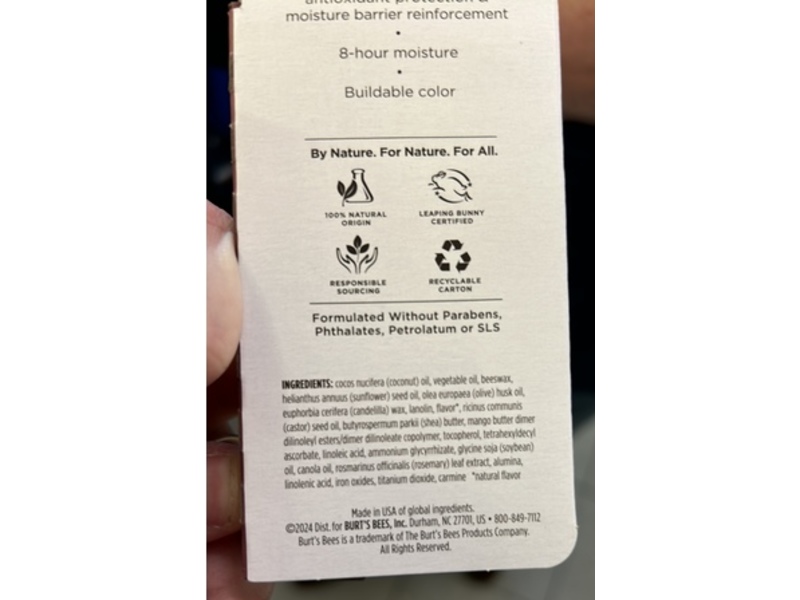 antioxidant protection &
moisture barrier reinforcement
•
8-hour moisture
•
Buildable color
By Nature. For Nature. For All.
100% NATURAL
ORIGIN
LEAPING BUNNY
CERTIFIED
RESPONSIBLE
SOURCING
RECYCLABLE
CARTON
Formulated Without Parabens,
Phthalates, Petrolatum or SLS
INGREDIENTS: cocos nucifera (coconut) oil, vegetable oil, beeswax,
helianthus annuus (sunflower) seed oil, olea europaea (olive) husk oil,
euphorbia cerifera (candelilla) wax, lanolin, flavor*, ricinus communis
(castor) seed oil, butyrospermum parkii (shea) butter, mango butter dimer
dilinoleyl esters/dimer dilinoleate copolymer, tocopherol, tetrahexyldecyl
ascorbate, linoleic acid, ammonium glycyrrhizate, glycine soja (soybean)
oil, canola oil, rosmarinus officinalis (rosemary) leaf extract, alumina,
linolenic acid, iron oxides, titanium dioxide, carmine *natural flavor
Made in USA of global ingredients.
©2024 Dist. for BURT'S BEES, Inc. Durham, NC 27701, US • 800-849-7112
Burt's Bees is a trademark of The Burt's Bees Products Company.
All Rights Reserved.